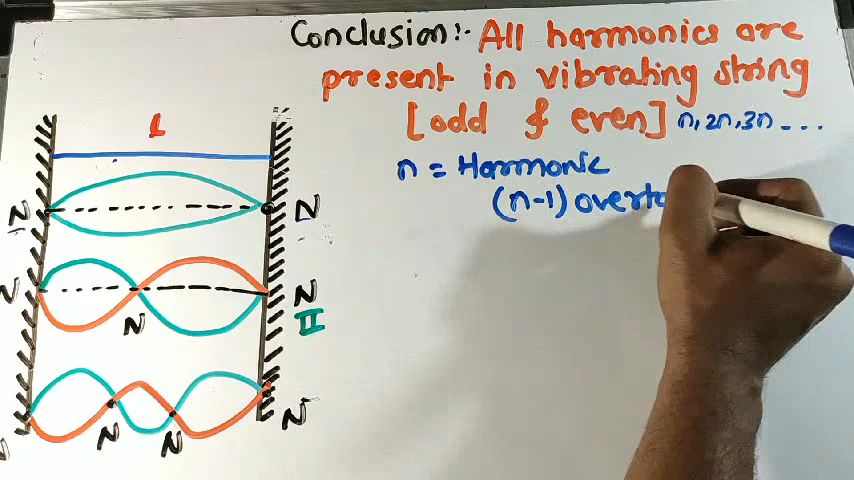 Conclusion:- All harmonics are
present in vibrating string
[odd & even] n, 2n, 3n ...
n = Harmonic
(n-1) overto
l
N
N
N
N
N
II
N
N
N
N